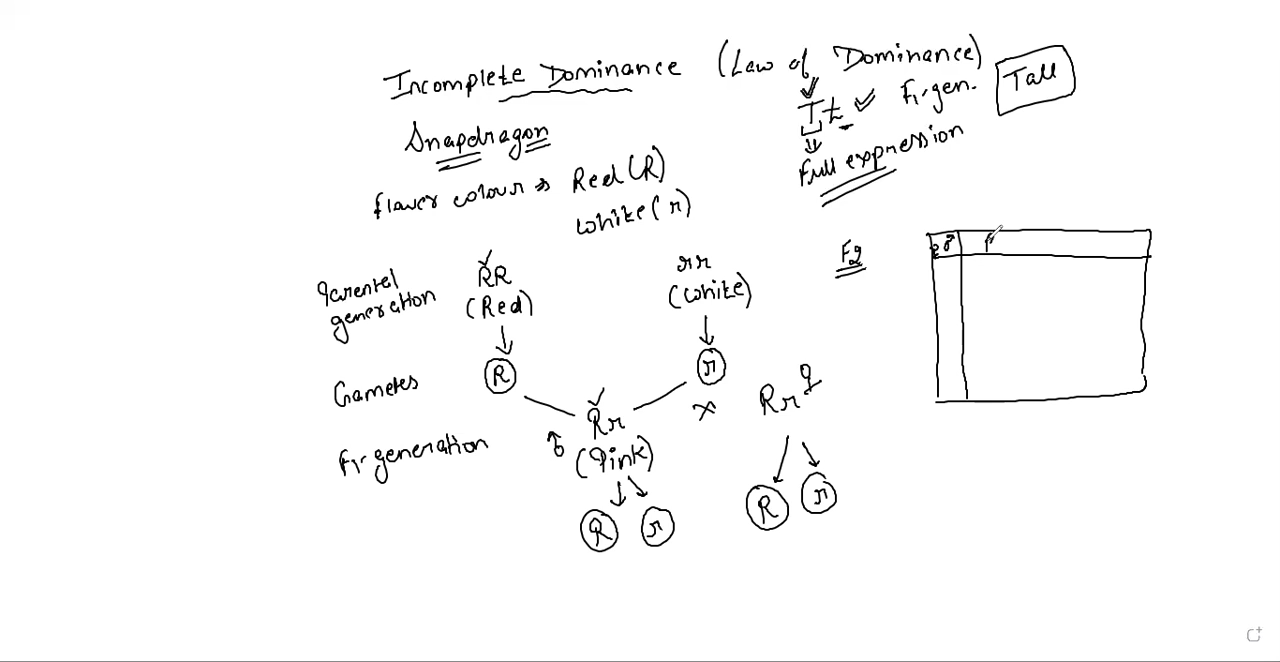 Incomplete Dominance (Law of Dominance)
Tt F1-gen. Tall
Full expression
Snapdragon
flower colour → Red (R)
White (r)
F2
♀ ♂
Parental generation
RR
(Red)
rr
(White)
Gametes
R
r
F1-generation
♂
Rr
(Pink)
×
Rr ♀
R r
R r